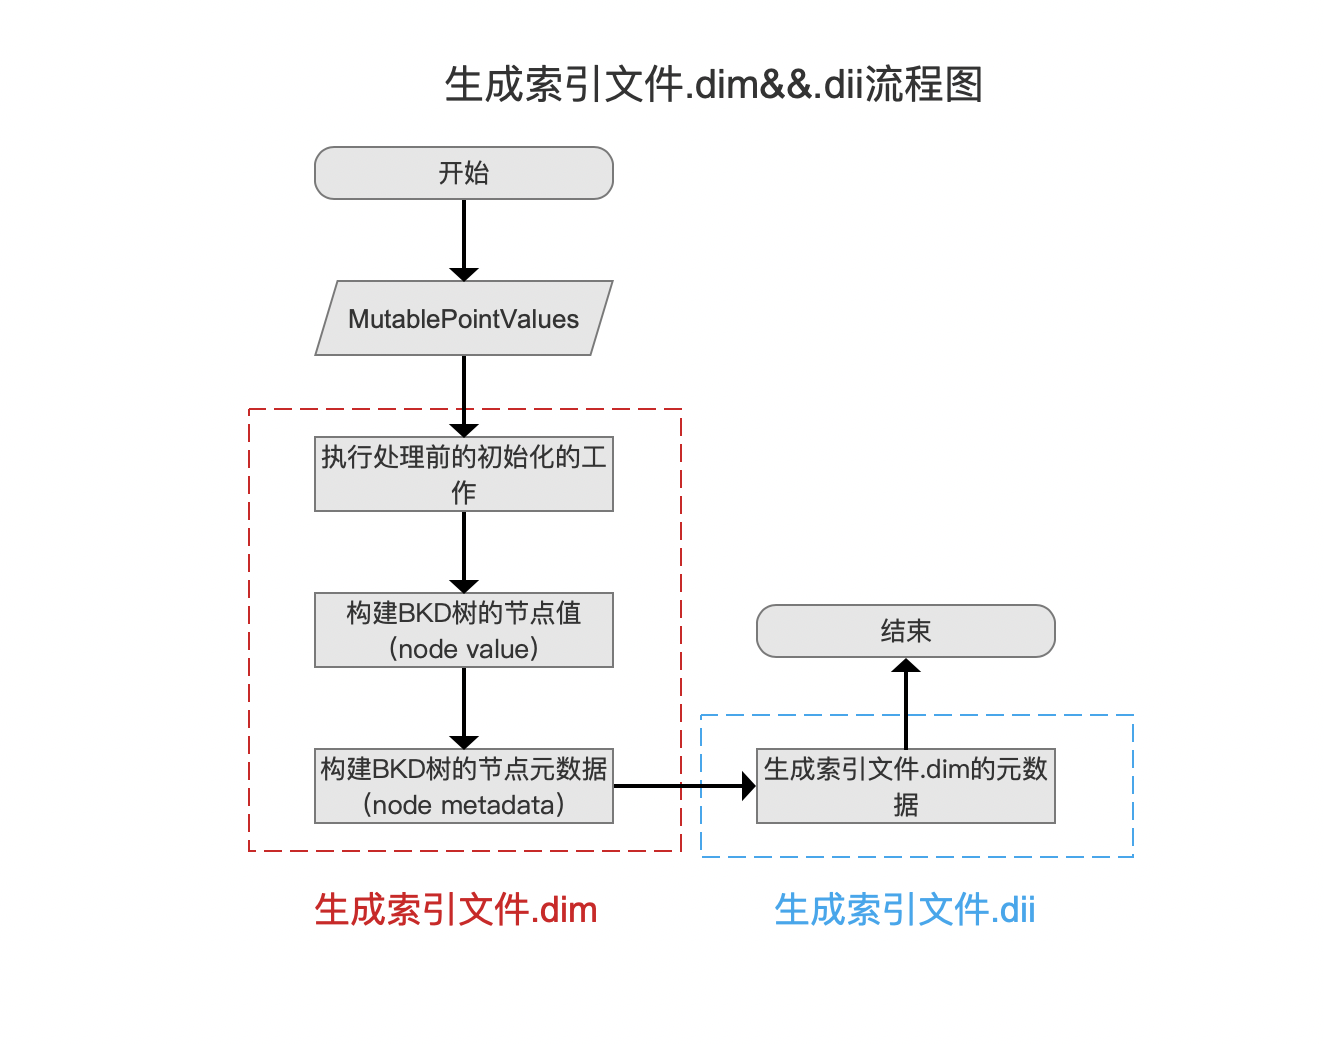 生成索引文件.dim&&.dii流程图
开始
MutablePointValues
执行处理前的初始化的工
作
构建BKD树的节点值
（node value）
构建BKD树的节点元数据
（node metadata）
结束
生成索引文件.dim的元数
据
生成索引文件.dim
生成索引文件.dii